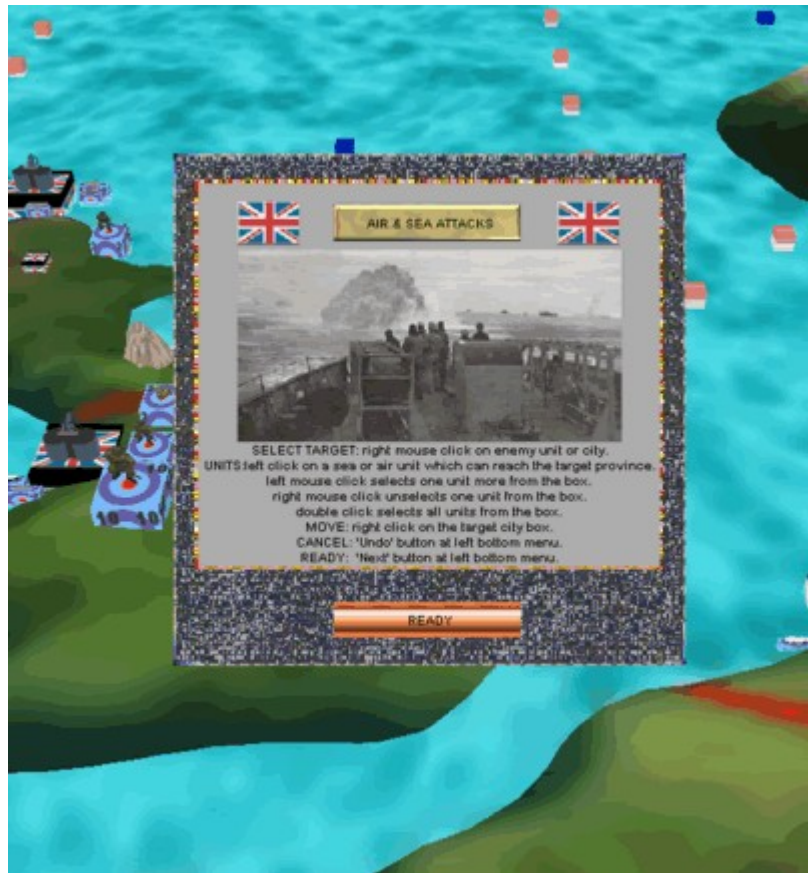 AIR & SEA ATTACKS
SELECT TARGET: right mouse click on enemy unit or city.
UNITS:left click on a sea or air unit which can reach the target province.
left mouse click selects one unit more from the box.
right mouse click unselects one unit from the box.
double click selects all units from the box.
MOVE: right click on the target city box.
CANCEL: 'Undo' button at left bottom menu.
READY: 'Next' button at left bottom menu.
10 10
READY